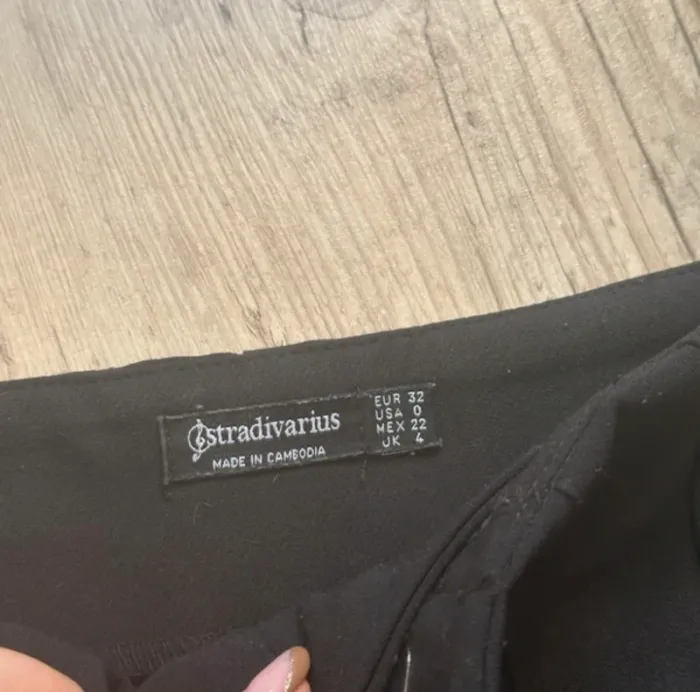 stradivarius
MADE IN CAMBODIA
EUR 32
USA 0
MEX 22
UK 4